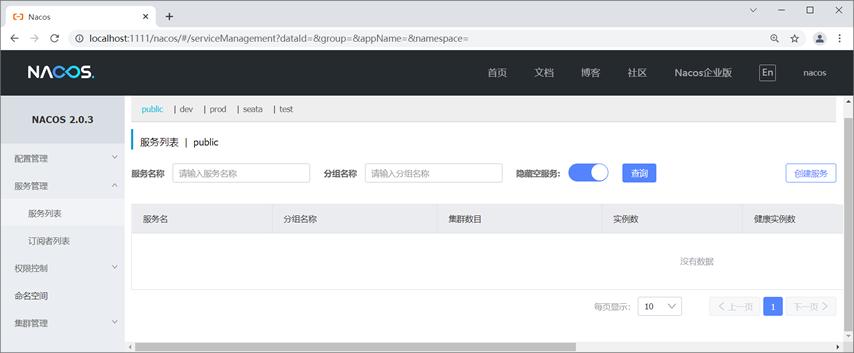 Nacos
localhost:1111/nacos/#/serviceManagement?dataId=&group=&appName=&namespace=
NACOS.
首页 文档 博客 社区 Nacos企业版 En nacos
NACOS 2.0.3
配置管理
服务管理
服务列表
订阅者列表
权限控制
命名空间
集群管理
public | dev | prod | seata | test
服务列表 | public
服务名称 请输入服务名称 分组名称 请输入分组名称 隐藏空服务: 查询 创建服务
服务名 分组名称 集群数目 实例数 健康实例数
没有数据
每页显示: 10 上一页 1 下一页